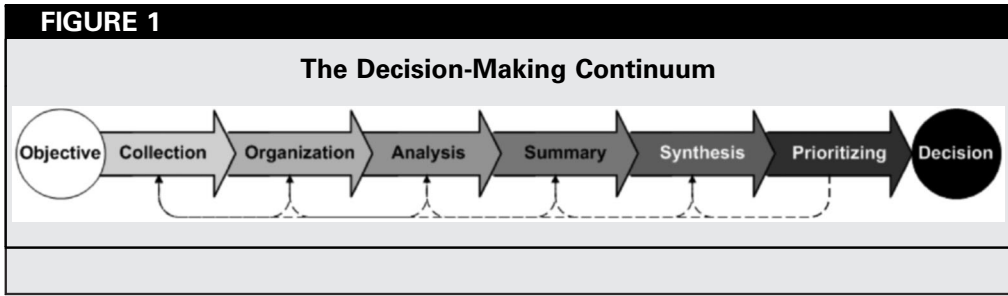 FIGURE 1
The Decision-Making Continuum
Objective Collection Organization Analysis Summary Synthesis Prioritizing Decision